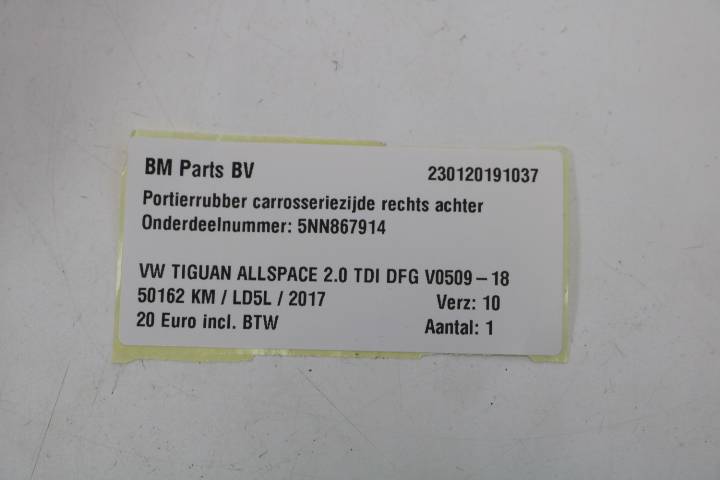 BM Parts BV 230120191037
Portierrubber carrosseriezijde rechts achter
Onderdeelnummer: 5NN867914
VW TIGUAN ALLSPACE 2.0 TDI DFG V0509-18
50162 KM / LD5L / 2017 Verz: 10
20 Euro incl. BTW Aantal: 1